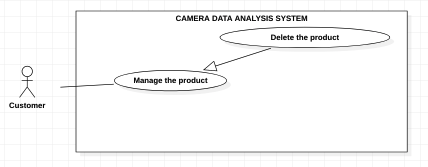 CAMERA DATA ANALYSIS SYSTEM
Delete the product
Manage the product
Customer